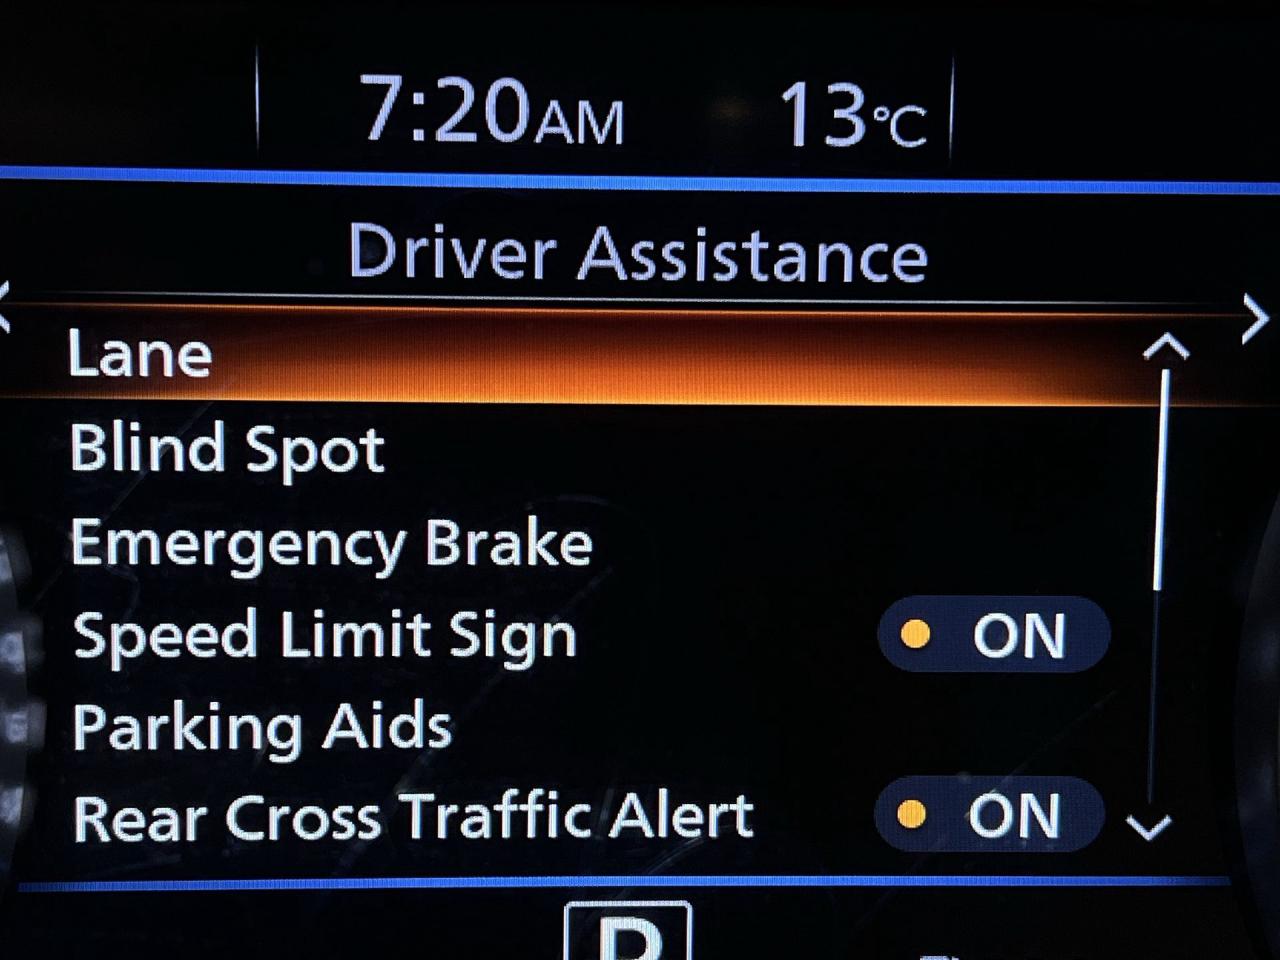 7:20AM 13°C
Driver Assistance
Lane
Blind Spot
Emergency Brake
Speed Limit Sign ON
Parking Aids
Rear Cross Traffic Alert ON
P